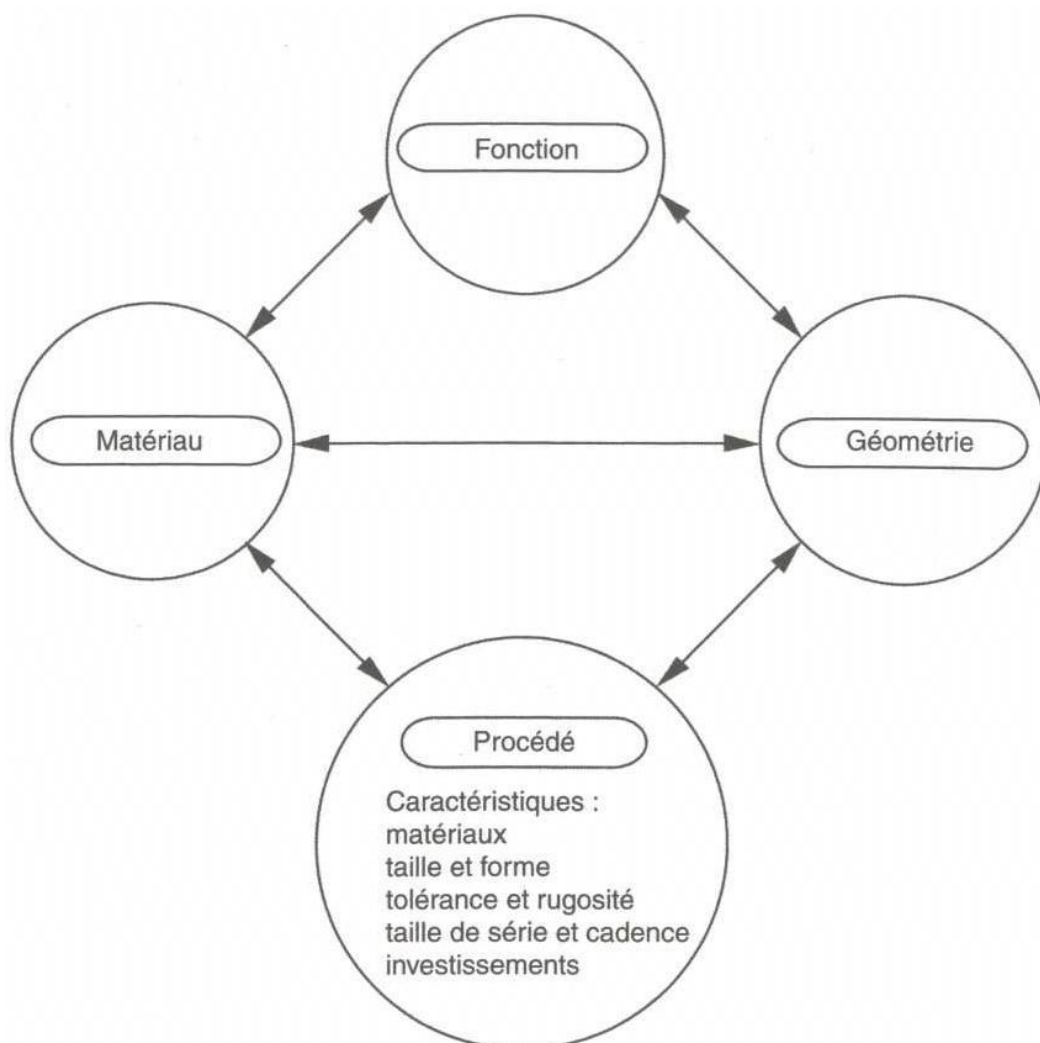 Fonction
Matériau
Géométrie
Procédé
Caractéristiques :
matériaux
taille et forme
tolérance et rugosité
taille de série et cadence
investissements